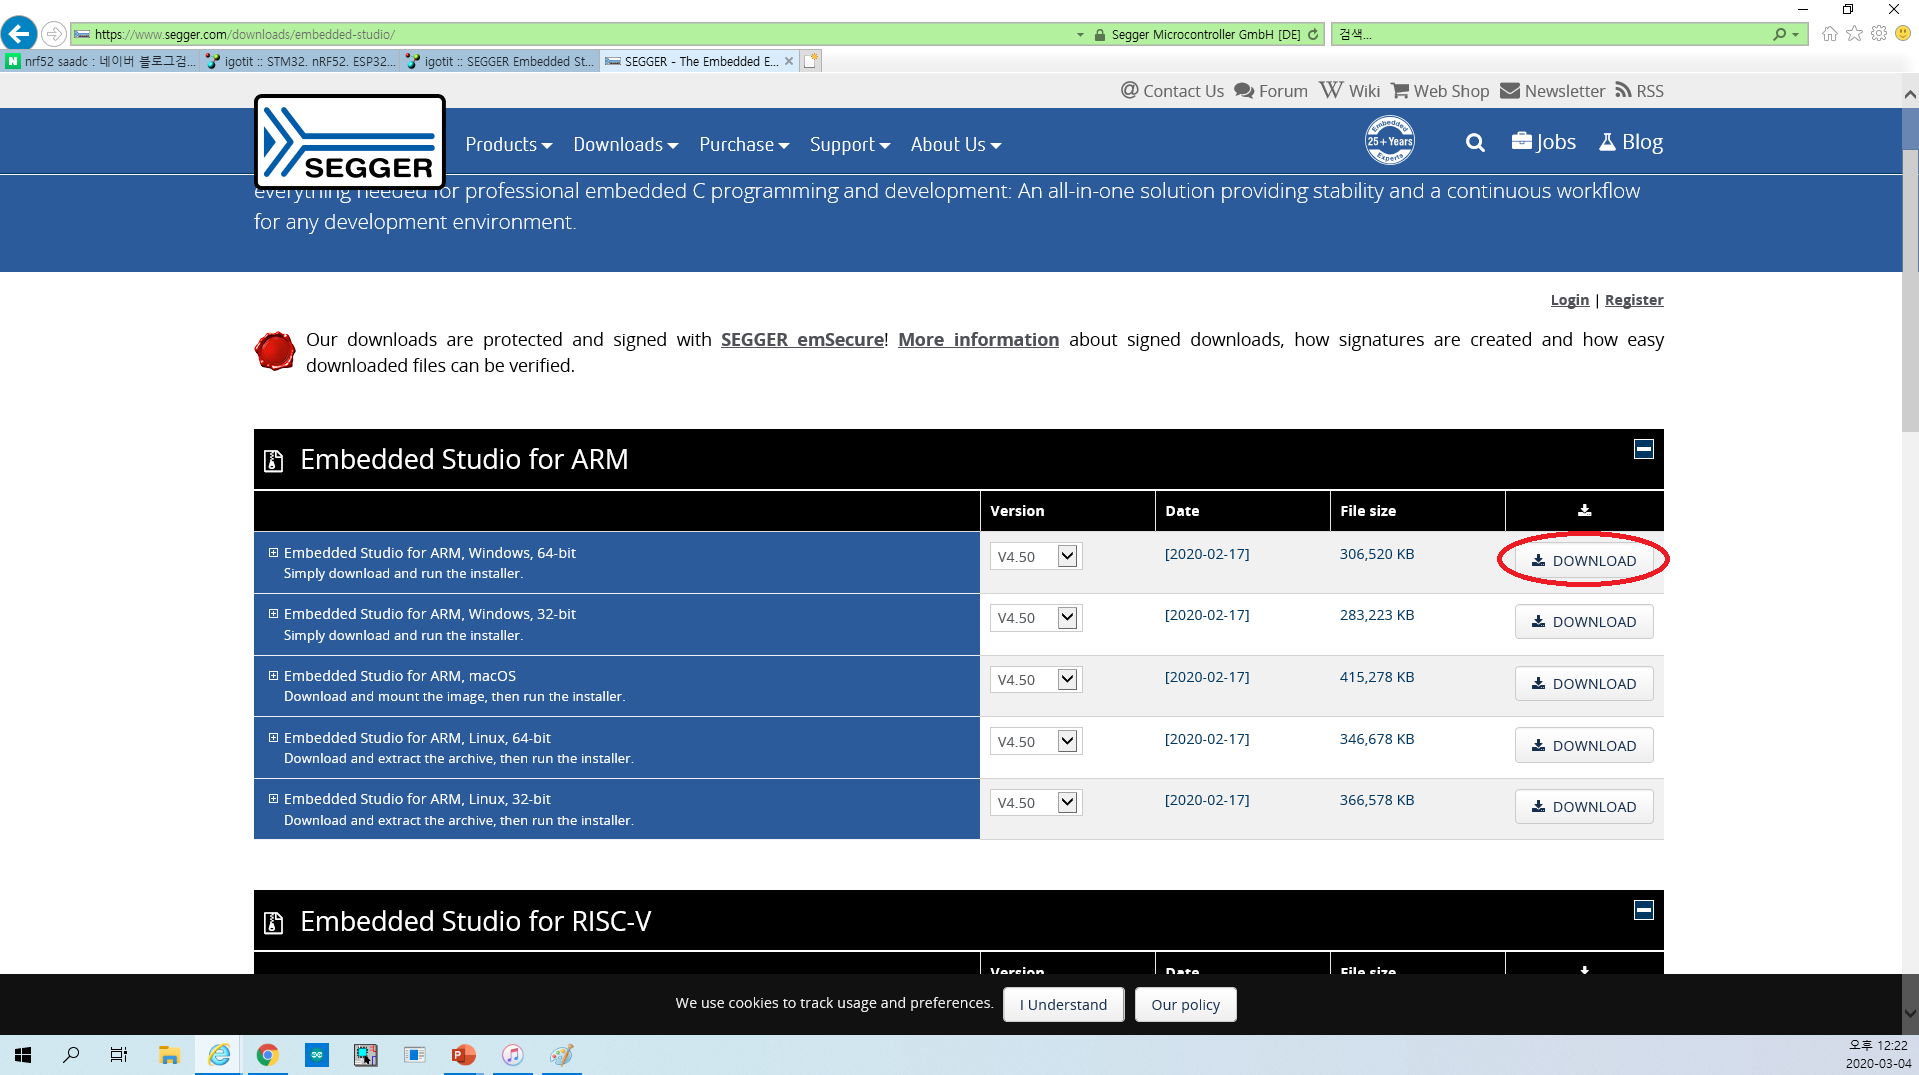 https://www.segger.com/downloads/embedded-studio/
Segger Microcontroller GmbH [DE]
검색...
nrf52 saadc : 네이버 블로그검...
igotit :: STM32. nRF52. ESP32...
igotit :: SEGGER Embedded St...
SEGGER - The Embedded E...
Contact Us Forum Wiki Web Shop Newsletter RSS
SEGGER
Products Downloads Purchase Support About Us
Embedded
25+ Years
Experts
Jobs Blog
everything needed for professional embedded C programming and development: An all-in-one solution providing stability and a continuous workflow
for any development environment.
Login | Register
Our downloads are protected and signed with SEGGER emSecure! More information about signed downloads, how signatures are created and how easy
downloaded files can be verified.
Embedded Studio for ARM
Version Date File size
Embedded Studio for ARM, Windows, 64-bit
Simply download and run the installer.
V4.50 [2020-02-17] 306,520 KB DOWNLOAD
Embedded Studio for ARM, Windows, 32-bit
Simply download and run the installer.
V4.50 [2020-02-17] 283,223 KB DOWNLOAD
Embedded Studio for ARM, macOS
Download and mount the image, then run the installer.
V4.50 [2020-02-17] 415,278 KB DOWNLOAD
Embedded Studio for ARM, Linux, 64-bit
Download and extract the archive, then run the installer.
V4.50 [2020-02-17] 346,678 KB DOWNLOAD
Embedded Studio for ARM, Linux, 32-bit
Download and extract the archive, then run the installer.
V4.50 [2020-02-17] 366,578 KB DOWNLOAD
Embedded Studio for RISC-V
Version Date File size
We use cookies to track usage and preferences. I Understand Our policy
오후 12:22
2020-03-04